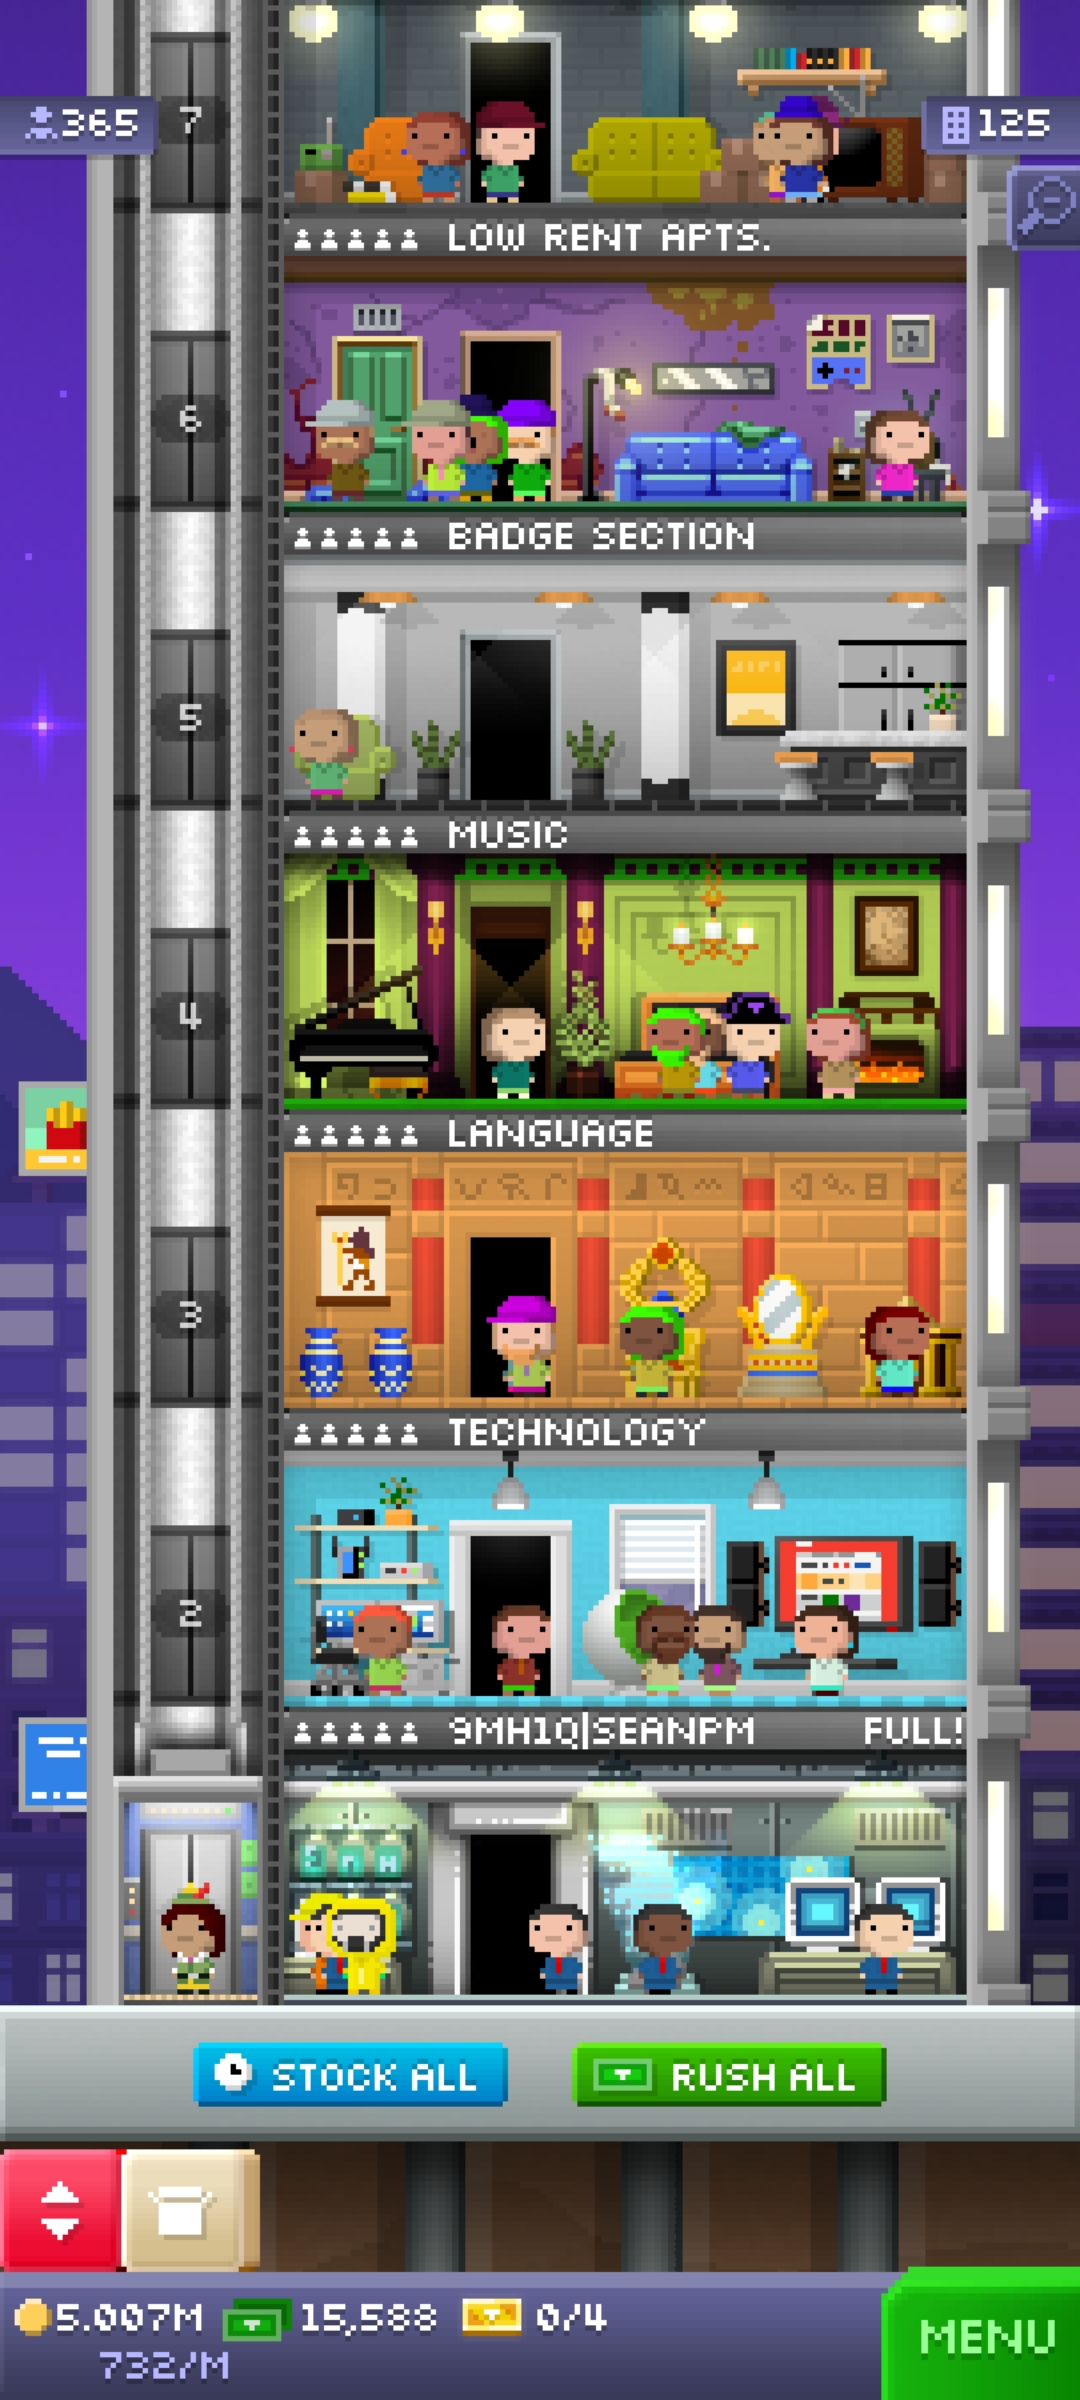 7
365
125
LOW RENT APTS.
6
BADGE SECTION
5
MUSIC
4
LANGUAGE
3
TECHNOLOGY
2
9MH1Q|SEANPM FULL!
STOCK ALL
RUSH ALL
5.007M 15,588 0/4
732/M
MENU